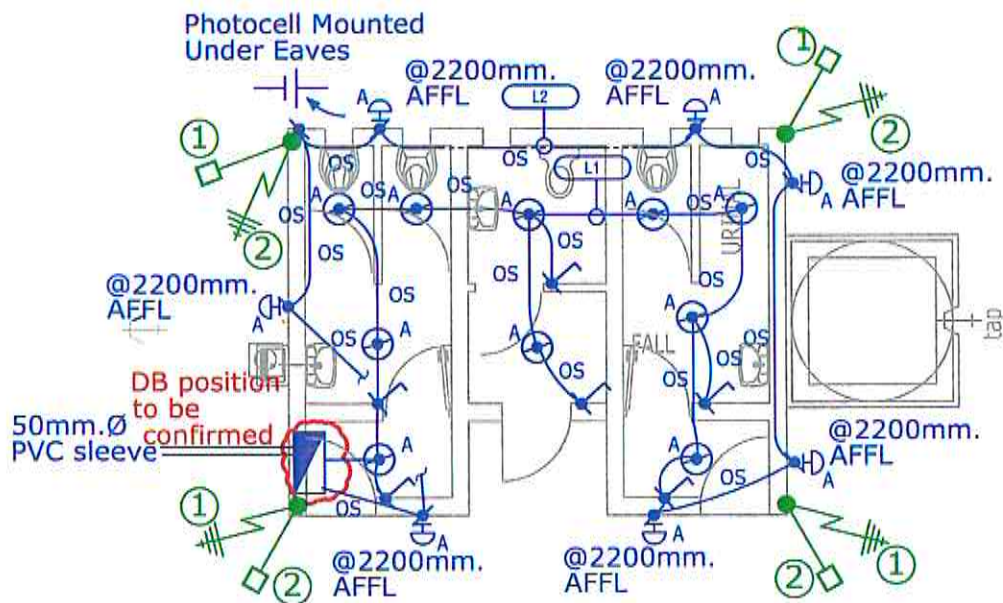 Photocell Mounted
Under Eaves
@2200mm.
AFFL
@2200mm.
AFFL
1
A
L2
A
1
2
OS
OS
L1
OS
@2200mm.
AFFL
A
OS
A
OS
A
OS
A
A
OS
A
URINAL
2
OS
OS
OS
OS
OS
@2200mm.
AFFL
A
OS
A
OS
A
OS
A
FALL
OS
OS
OS
tap
DB position
to be
confirmed
50mm.Ø
PVC sleeve
A
A
@2200mm.
AFFL
A
1
OS
A
OS
A
OS
1
2
@2200mm.
AFFL
@2200mm.
AFFL
2